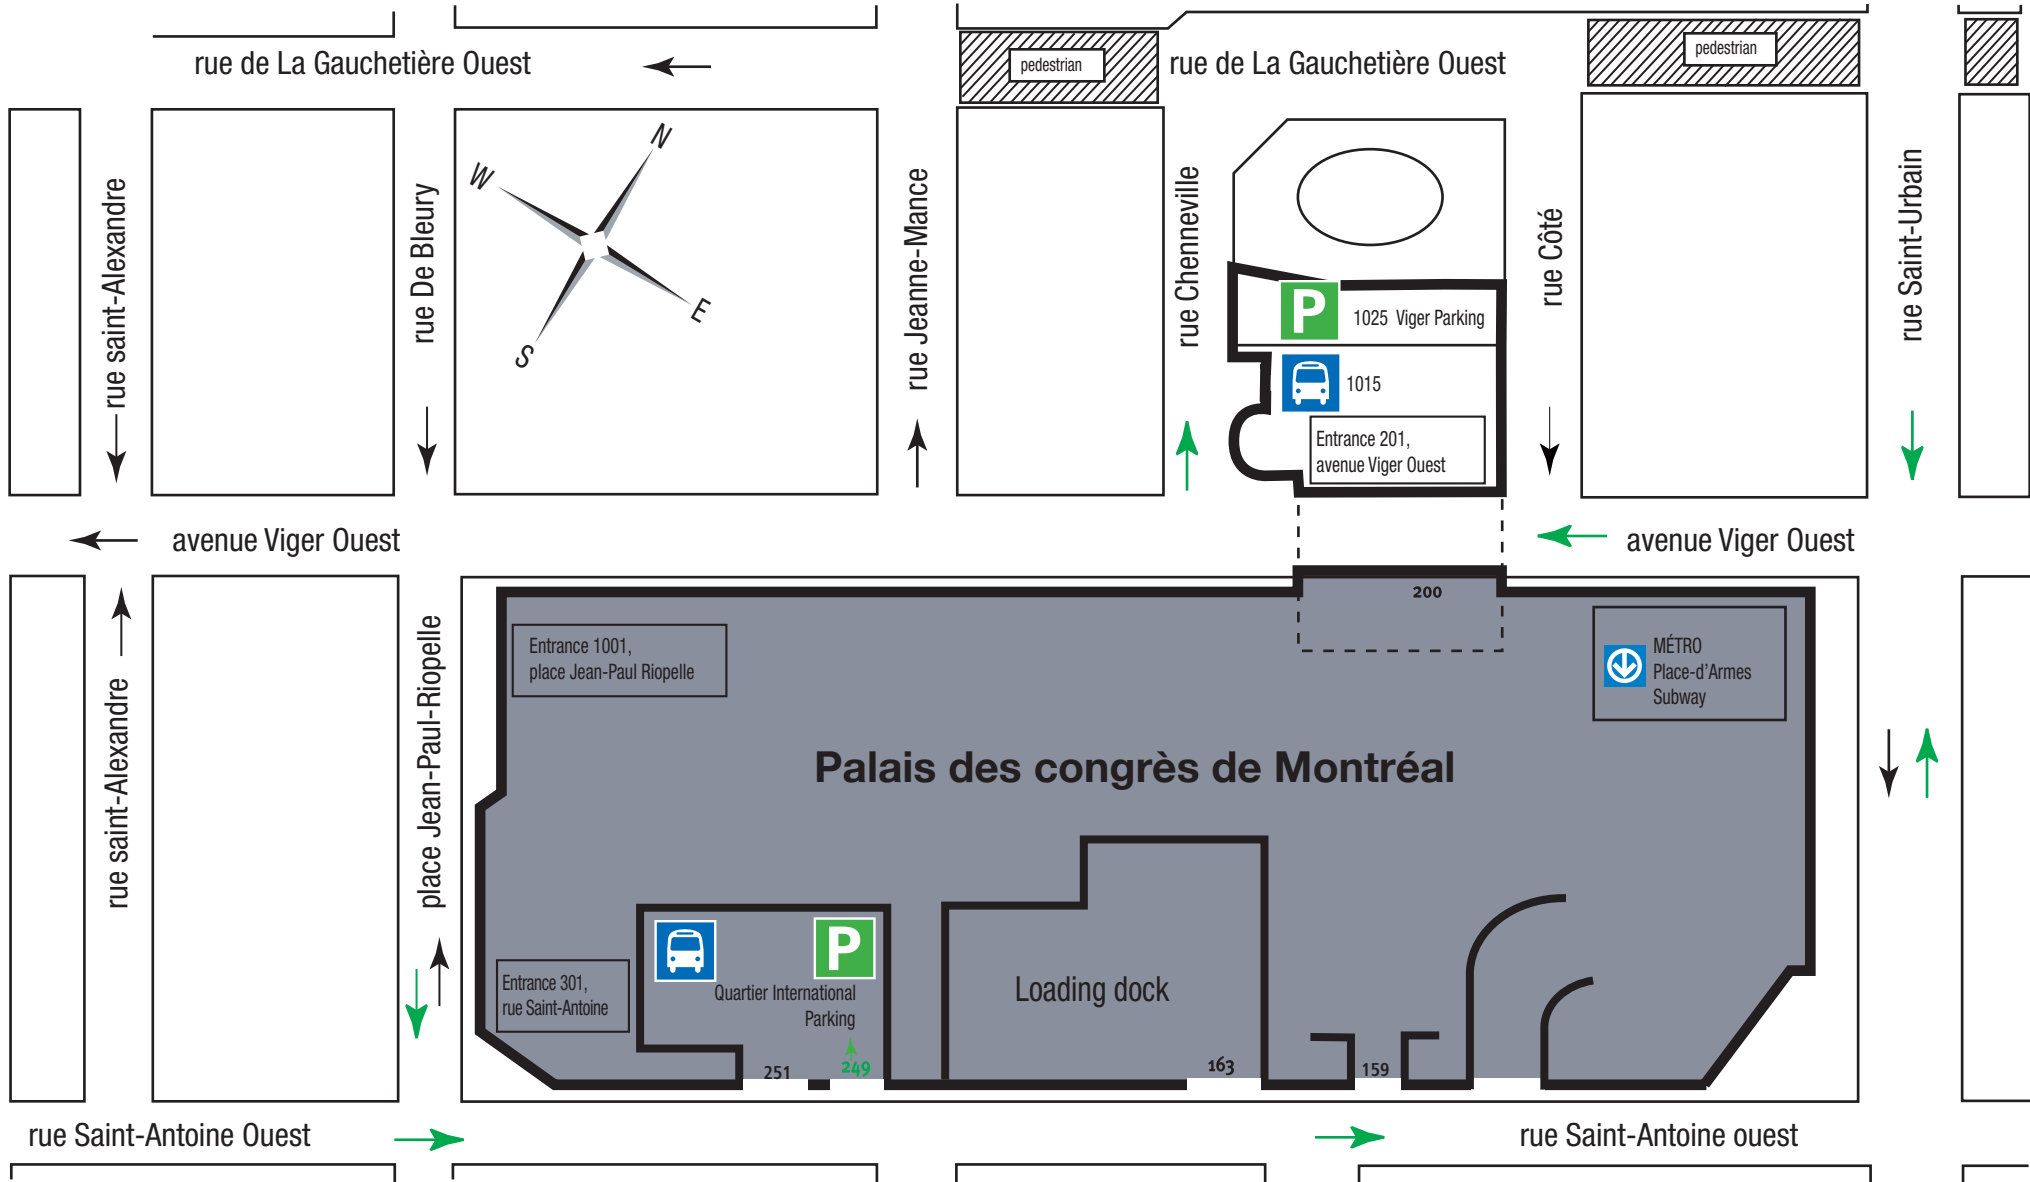 rue de La Gauchetière Ouest
pedestrian
rue de La Gauchetière Ouest
pedestrian
rue saint-Alexandre
rue De Bleury
N
W
E
S
rue Jeanne-Mance
rue Chenneville
P
1025 Viger Parking
1015
Entrance 201,
avenue Viger Ouest
rue Côté
rue Saint-Urbain
avenue Viger Ouest
avenue Viger Ouest
rue saint-Alexandre
place Jean-Paul-Riopelle
Entrance 1001,
place Jean-Paul Riopelle
200
MÉTRO
Place-d'Armes
Subway
Palais des congrès de Montréal
Entrance 301,
rue Saint-Antoine
P
Quartier International
Parking
251
249
Loading dock
163
159
rue Saint-Antoine Ouest
rue Saint-Antoine ouest